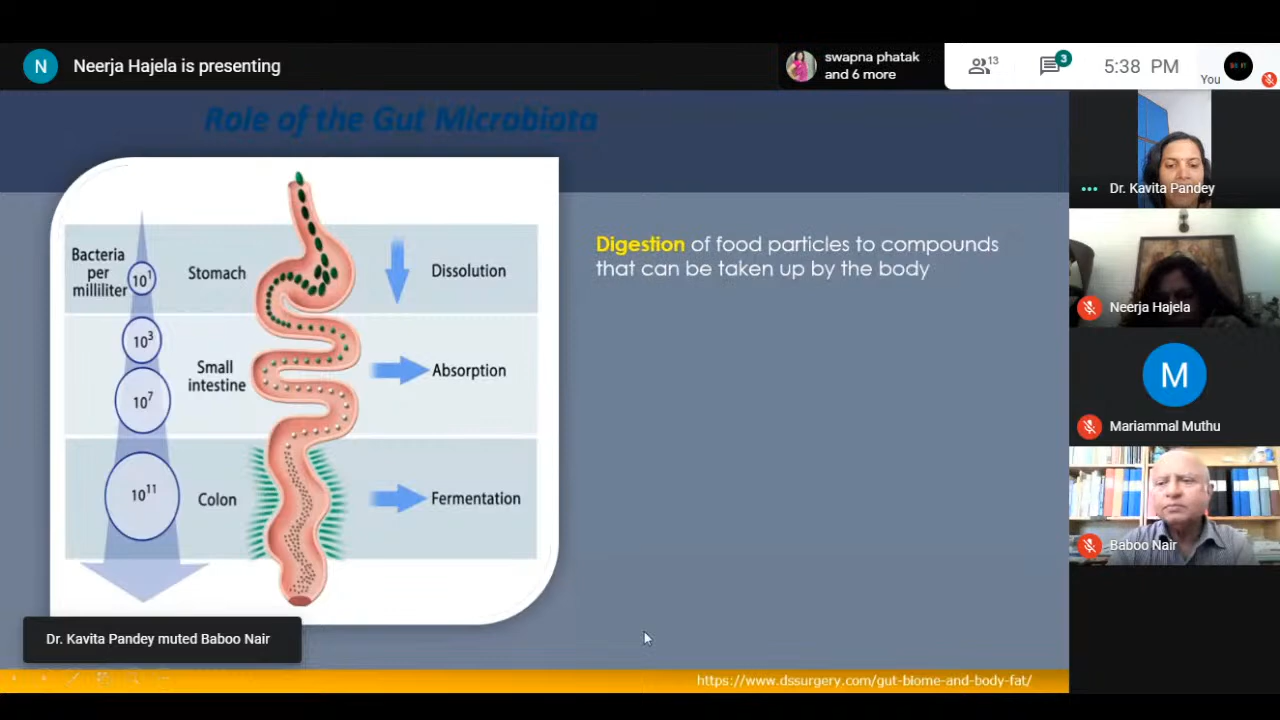 N
Neerja Hajela is presenting
swapna phatak
and 6 more
13
3
5:38 PM
You
Role of the Gut Microbiata
Bacteria
per
milliliter
10¹
Stomach
Dissolution
10³
Small
intestine
10⁷
Absorption
10¹¹
Colon
Fermentation
Digestion of food particles to compounds
that can be taken up by the body
Dr. Kavita Pandey
Neerja Hajela
M
Mariammal Muthu
Baboo Nair
Dr. Kavita Pandey muted Baboo Nair
https://www.dssurgery.com/gut-biome-and-body-fat/